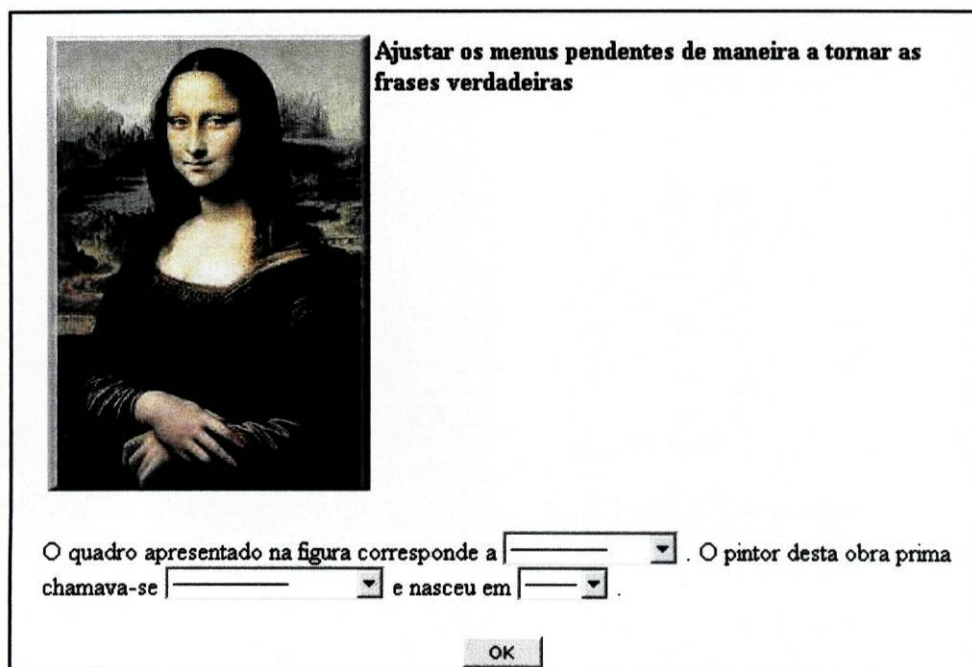 Ajustar os menus pendentes de maneira a tornar as
frases verdadeiras
O quadro apresentado na figura corresponde a . O pintor desta obra prima
chamava-se e nasceu em .
OK